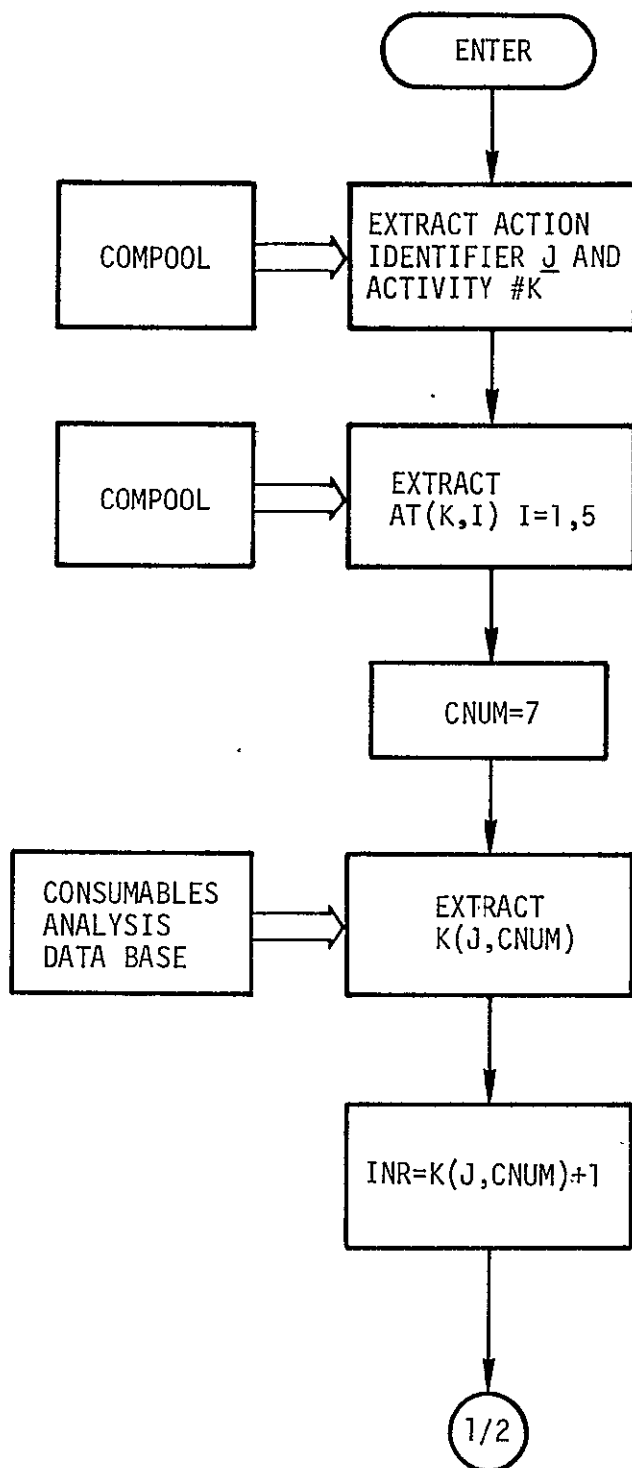 ENTER
COMPOOL
EXTRACT ACTION
IDENTIFIER J AND
ACTIVITY #K
COMPOOL
EXTRACT
AT(K,I) I=1,5
CNUM=7
CONSUMABLES
ANALYSIS
DATA BASE
EXTRACT
K(J,CNUM)
INR=K(J,CNUM)+1
1/2